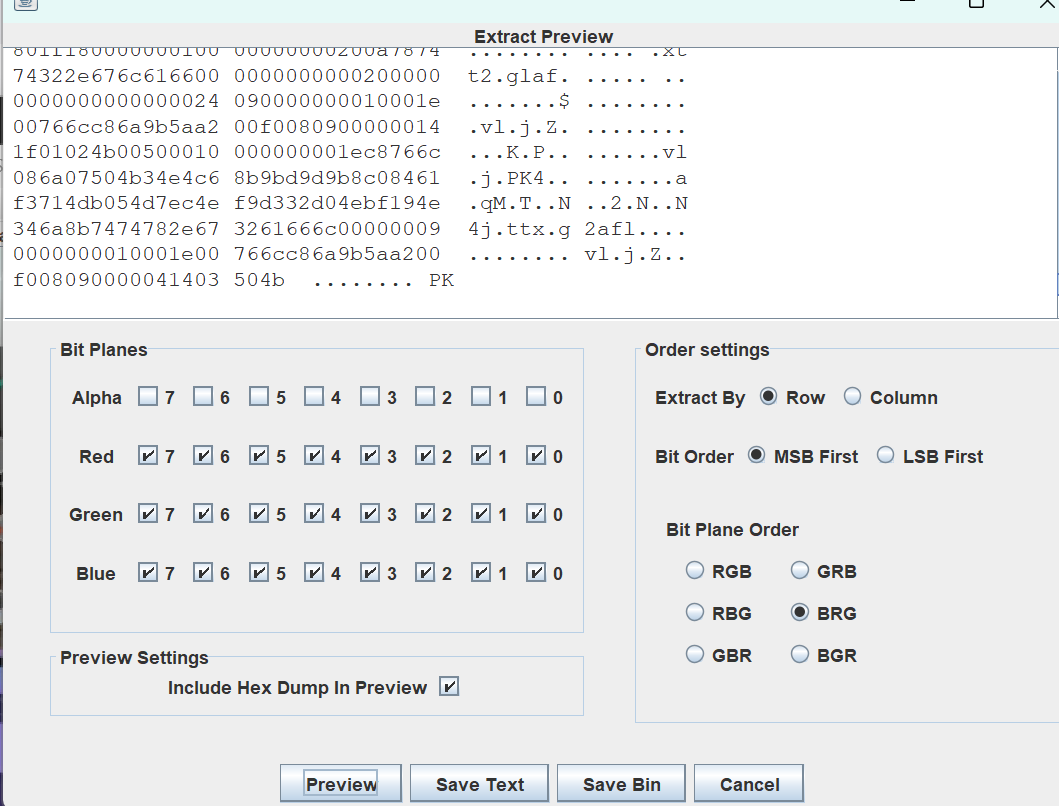 Extract Preview
8011180000000100 00000000200a7874 ........ .... .xt
74322e676c616600 0000000000200000 t2.glaf. ..... ..
0000000000000024 090000000010001e .......$ ........
00766cc86a9b5aa2 00f0080900000014 .vl.j.Z. ........
1f01024b00500010 000000001ec8766c ...K.P.. ......vl
086a07504b34e4c6 8b9bd9d9b8c08461 .j.PK4.. .......a
f3714db054d7ec4e f9d332d04ebf194e .qM.T..N ..2.N..N
346a8b7474782e67 3261666c00000009 4j.ttx.g 2afl....
0000000010001e00 766cc86a9b5aa200 ........ vl.j.Z..
f008090000041403 504b ........ PK
Bit Planes
Alpha 7 6 5 4 3 2 1 0
Red 7 6 5 4 3 2 1 0
Green 7 6 5 4 3 2 1 0
Blue 7 6 5 4 3 2 1 0
Preview Settings
Include Hex Dump In Preview
Order settings
Extract By Row Column
Bit Order MSB First LSB First
Bit Plane Order
RGB GRB
RBG BRG
GBR BGR
Preview Save Text Save Bin Cancel